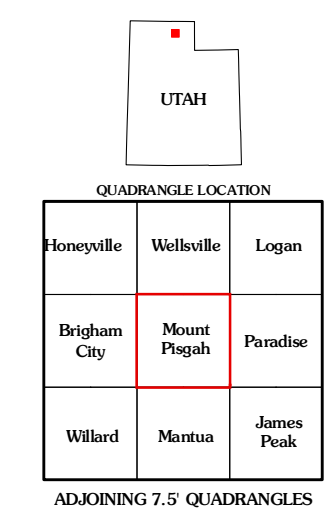 UTAH
QUADRANGLE LOCATION
Honeyville Wellsville Logan
Brigham City Mount Pisgah Paradise
Willard Mantua James Peak
ADJOINING 7.5' QUADRANGLES